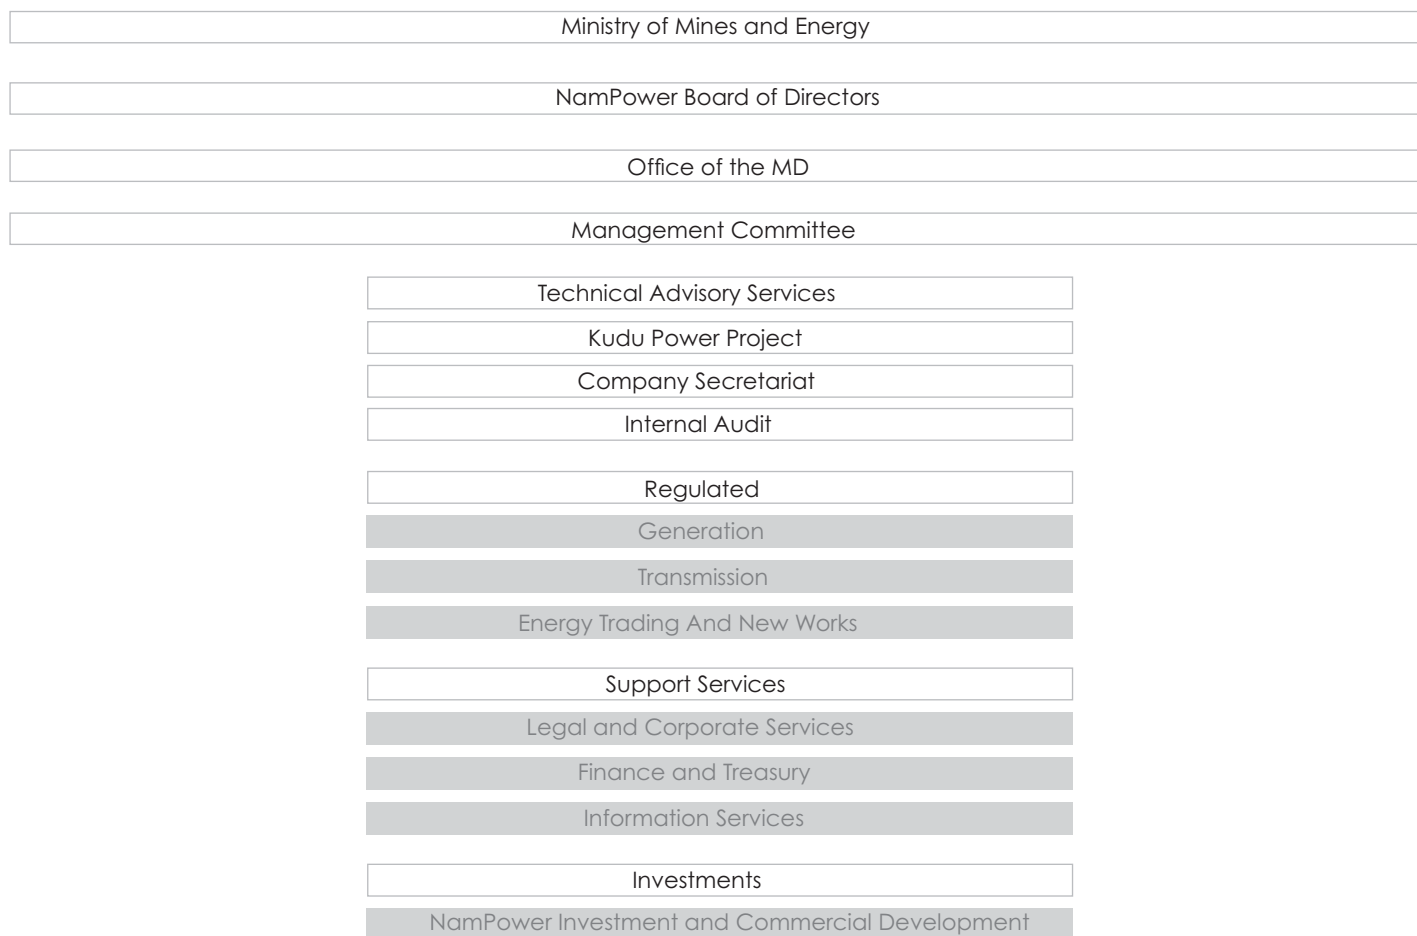 Ministry of Mines and Energy
NamPower Board of Directors
Office of the MD
Management Committee
Technical Advisory Services
Kudu Power Project
Company Secretariat
Internal Audit
Regulated
Generation
Transmission
Energy Trading And New Works
Support Services
Legal and Corporate Services
Finance and Treasury
Information Services
Investments
NamPower Investment and Commercial Development